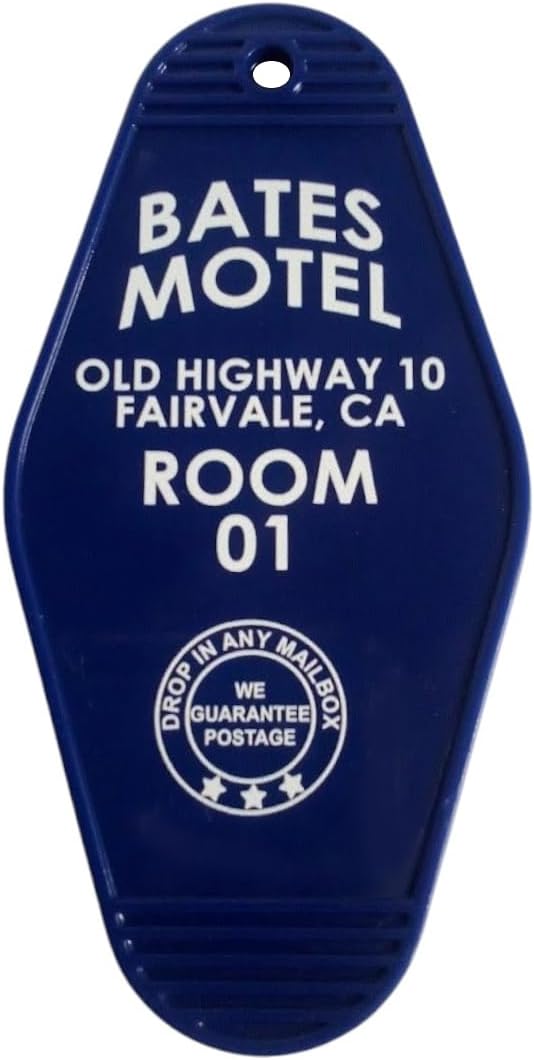 BATES
MOTEL
OLD HIGHWAY 10
FAIRVALE, CA
ROOM
01
DROP IN ANY MAILBOX
WE
GUARANTEE
POSTAGE